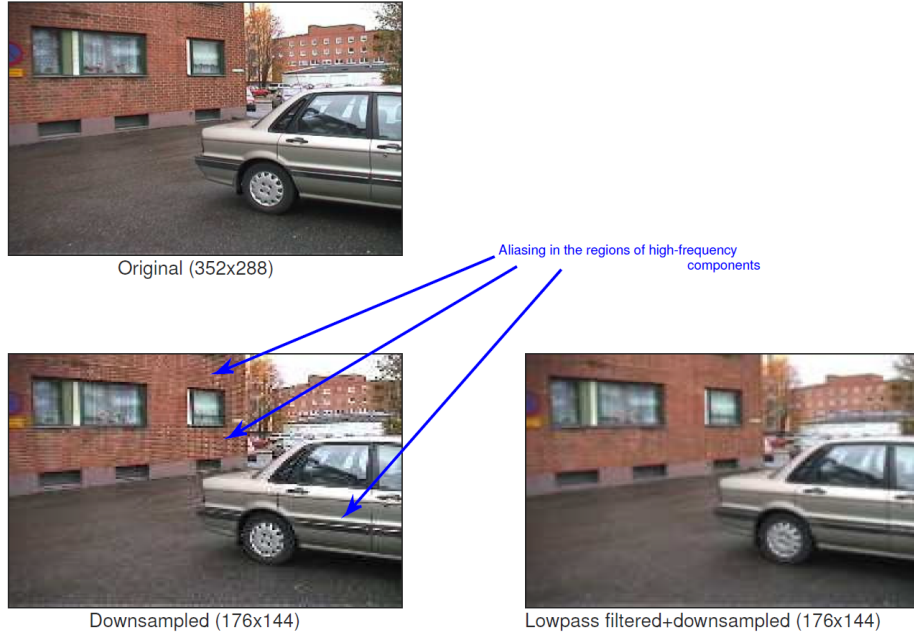 Original (352x288)
Aliasing in the regions of high-frequency
components
Downsampled (176x144)
Lowpass filtered+downsampled (176x144)